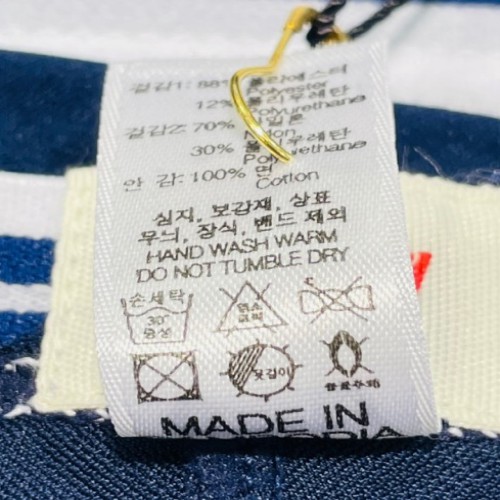 겉감1: 88% 폴리에스터
Polyester
12% 폴리우레탄
Polyurethane
겉감2: 70% 나일론
Nylon
30% 폴리우레탄
안 감: 100% 면
Cotton
심지, 보강재, 상표
무늬, 장식, 밴드 제외
HAND WASH WARM
DO NOT TUMBLE DRY
손세탁
30°
중성
염소
표백
옷걸이
MADE IN